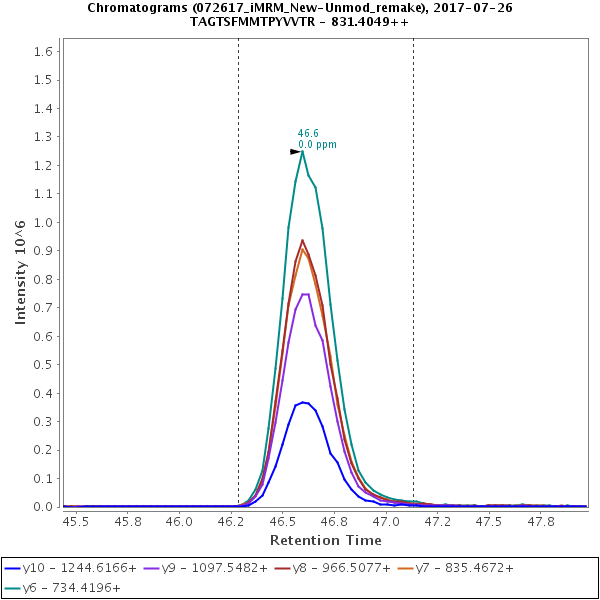 Chromatograms (072617_iMRM_New-Unmod_remake), 2017-07-26
TAGTSFMMTPYVVTR - 831.4049++
1.6
1.5
1.4
1.3
1.2
1.1
1.0
0.9
0.8
0.7
0.6
0.5
0.4
0.3
0.2
0.1
0.0
Intensity 10^6
46.6
0.0 ppm
45.5 45.8 46.0 46.2 46.5 46.8 47.0 47.2 47.5 47.8
Retention Time
y10 - 1244.6166+ y9 - 1097.5482+ y8 - 966.5077+ y7 - 835.4672+
y6 - 734.4196+